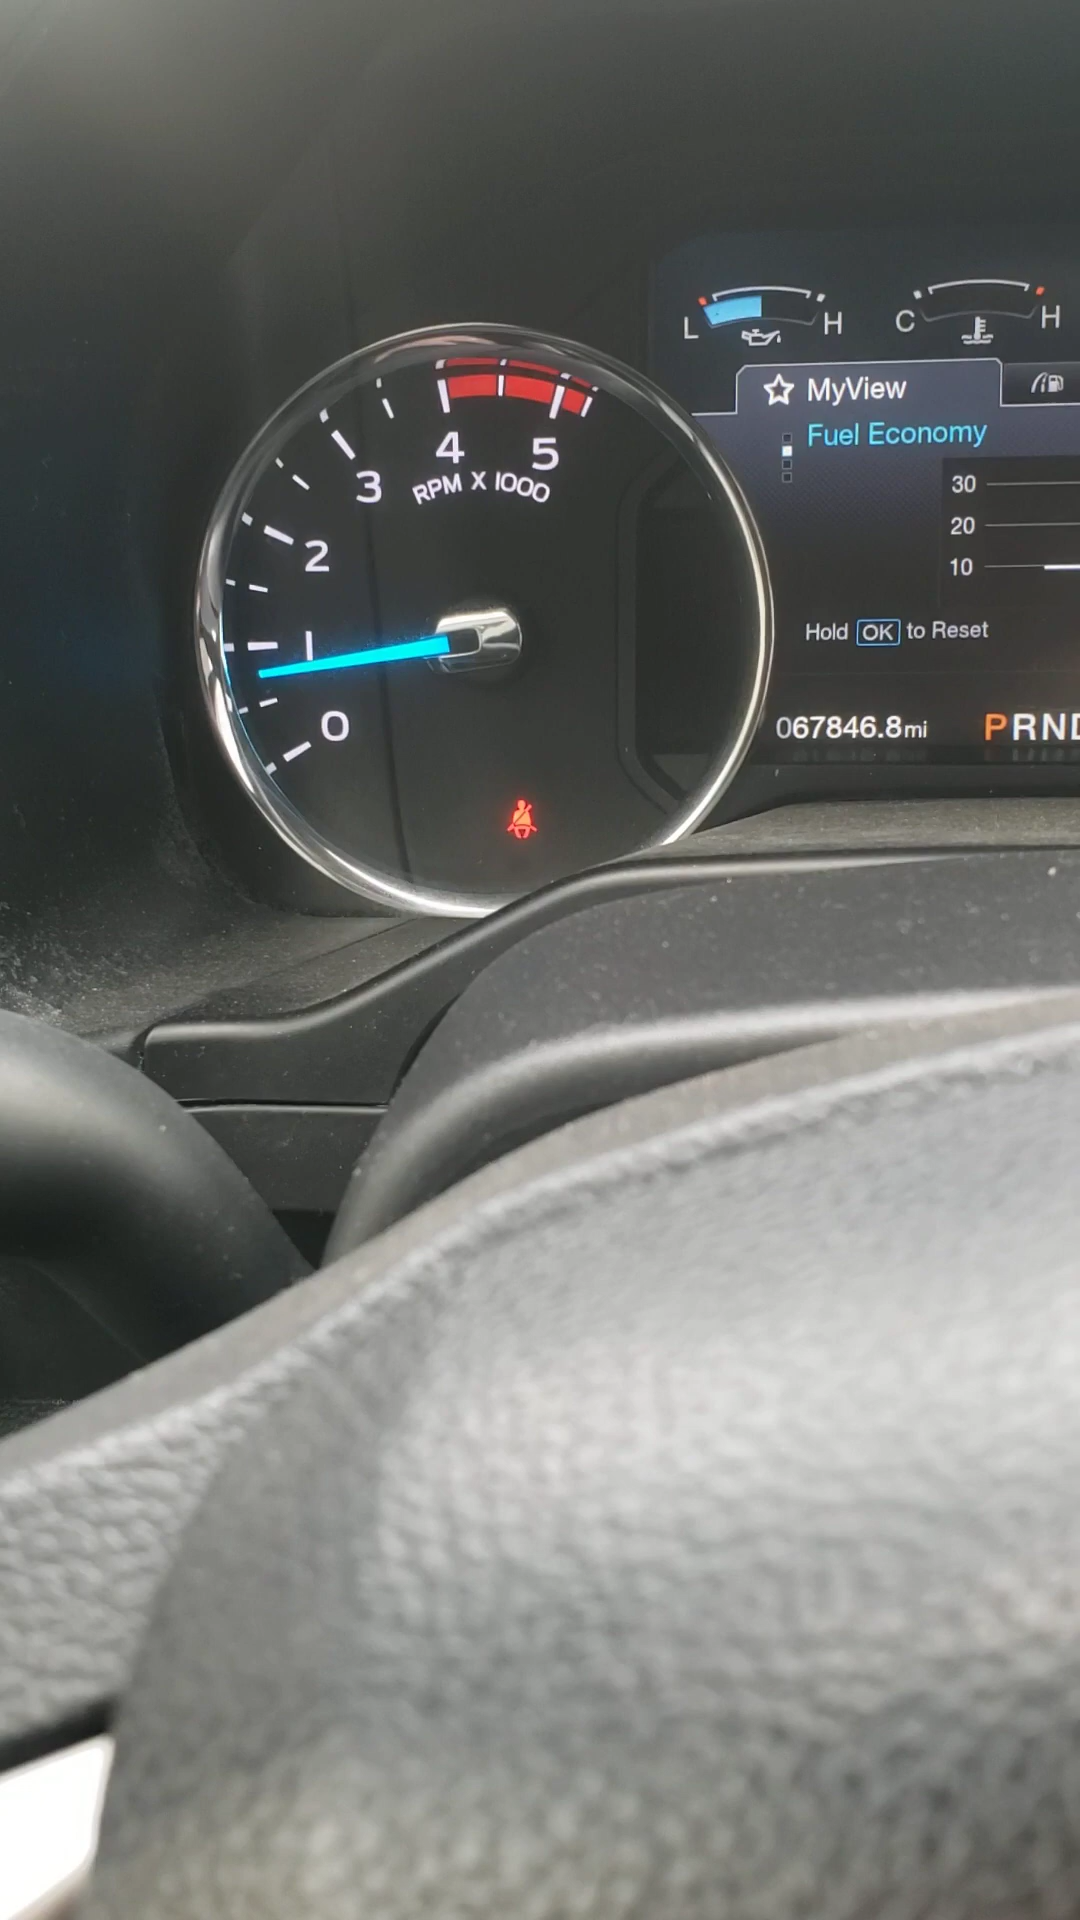 L H C H
MyView
Fuel Economy
30
20
10
Hold OK to Reset
067846.8mi PRND
4 5
3 RPM X 1000
2
1
0